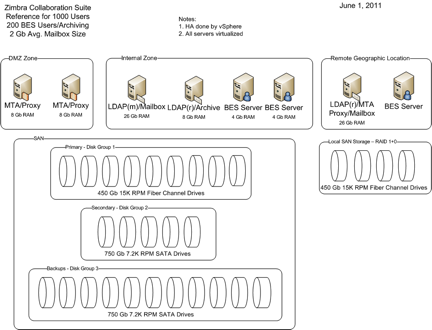 Zimbra Collaboration Suite
Reference for 1000 Users
200 BES Users/Archiving
2 Gb Avg. Mailbox Size
Notes:
1. HA done by vSphere
2. All servers virtualized
June 1, 2011
DMZ Zone
MTA/Proxy
8 Gb RAM
MTA/Proxy
8 Gb RAM
Internal Zone
LDAP(m)/Mailbox
26 Gb RAM
LDAP(r)/Archive
8 Gb RAM
BES Server
4 Gb RAM
BES Server
4 Gb RAM
Remote Geographic Location
LDAP(r)/MTA
Proxy/Mailbox
26 Gb RAM
BES Server
SAN
Primary - Disk Group 1
450 Gb 15K RPM Fiber Channel Drives
Local SAN Storage – RAID 1+0
450 Gb 15K RPM Fiber Channel Drives
Secondary - Disk Group 2
750 Gb 7.2K RPM SATA Drives
Backups - Disk Group 3
750 Gb 7.2K RPM SATA Drives